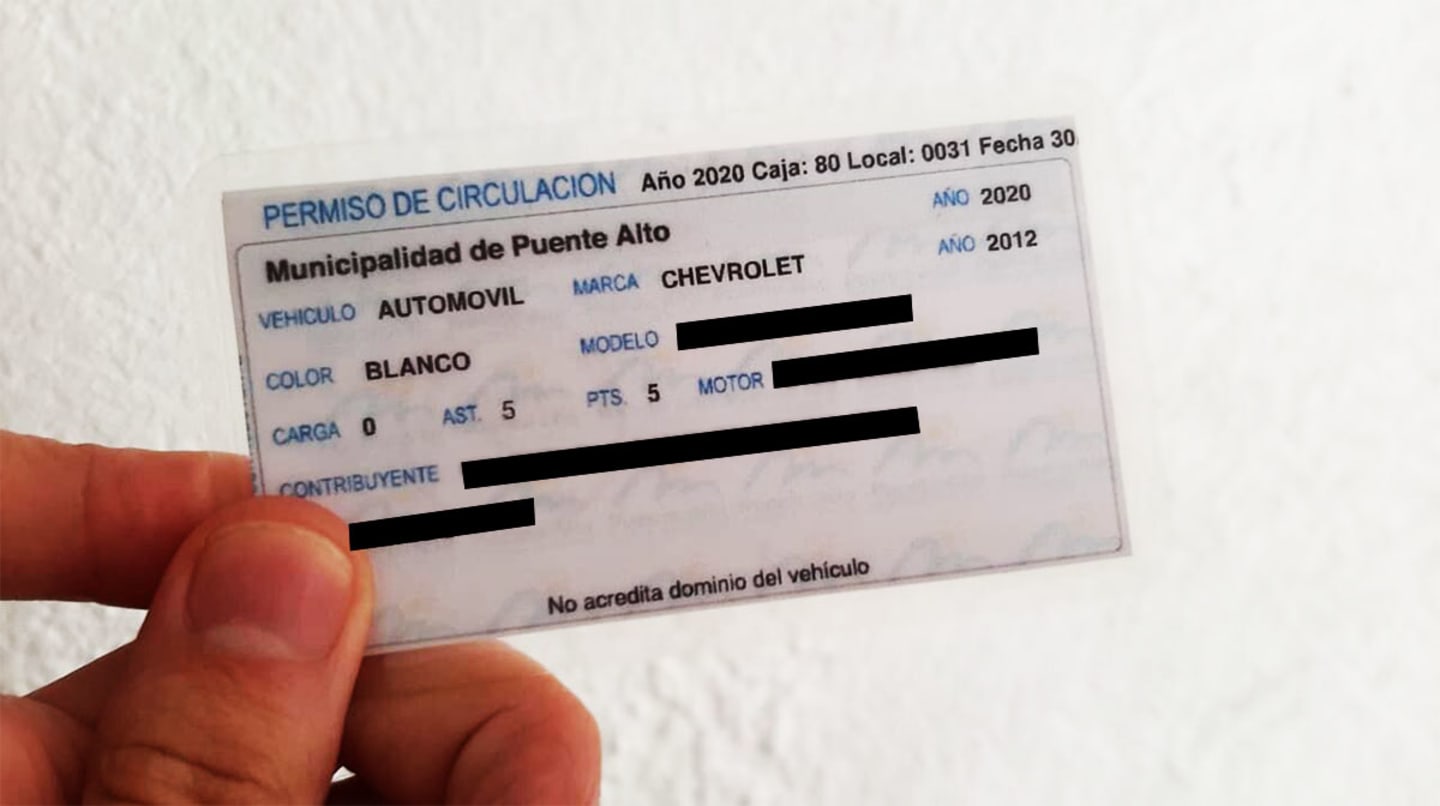 PERMISO DE CIRCULACION Año 2020 Caja: 80 Local: 0031 Fecha 30
Municipalidad de Puente Alto AÑO 2020
VEHICULO AUTOMOVIL MARCA CHEVROLET AÑO 2012
COLOR BLANCO MODELO
CARGA 0 AST. 5 PTS. 5 MOTOR
CONTRIBUYENTE
No acredita dominio del vehículo